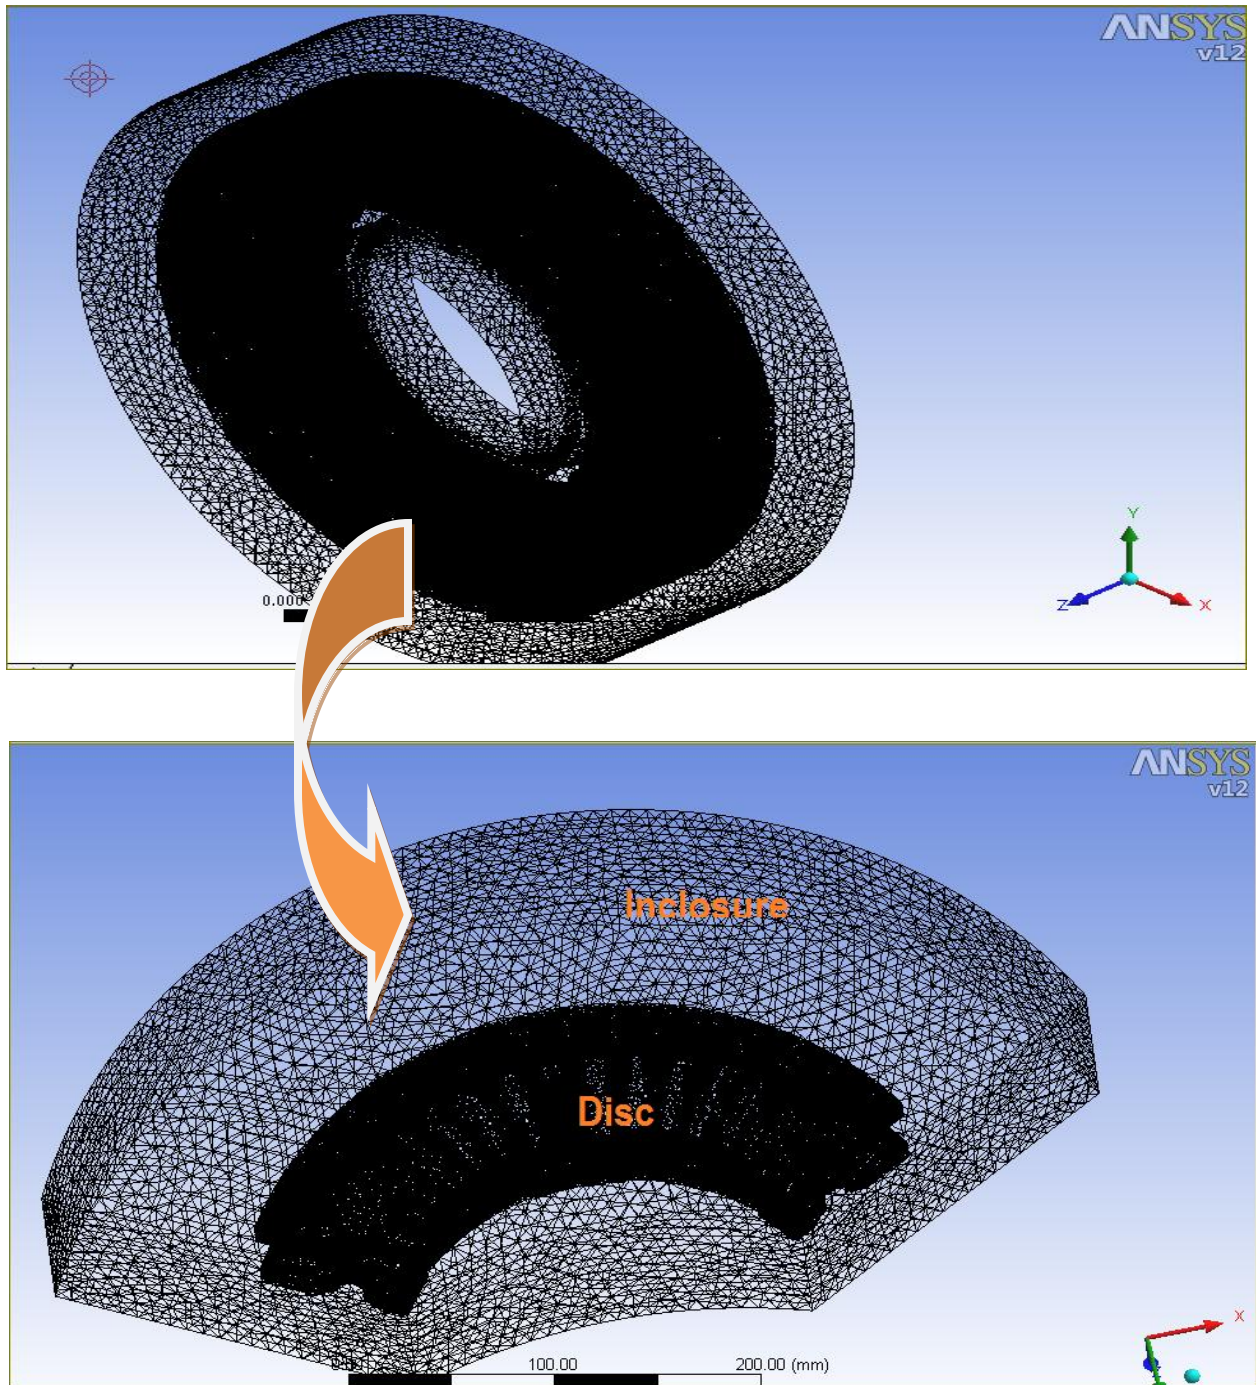 ANSYS
v12
0.000
Y
Z
X
ANSYS
v12
Inclosure
Disc
X
100.00
200.00 (mm)